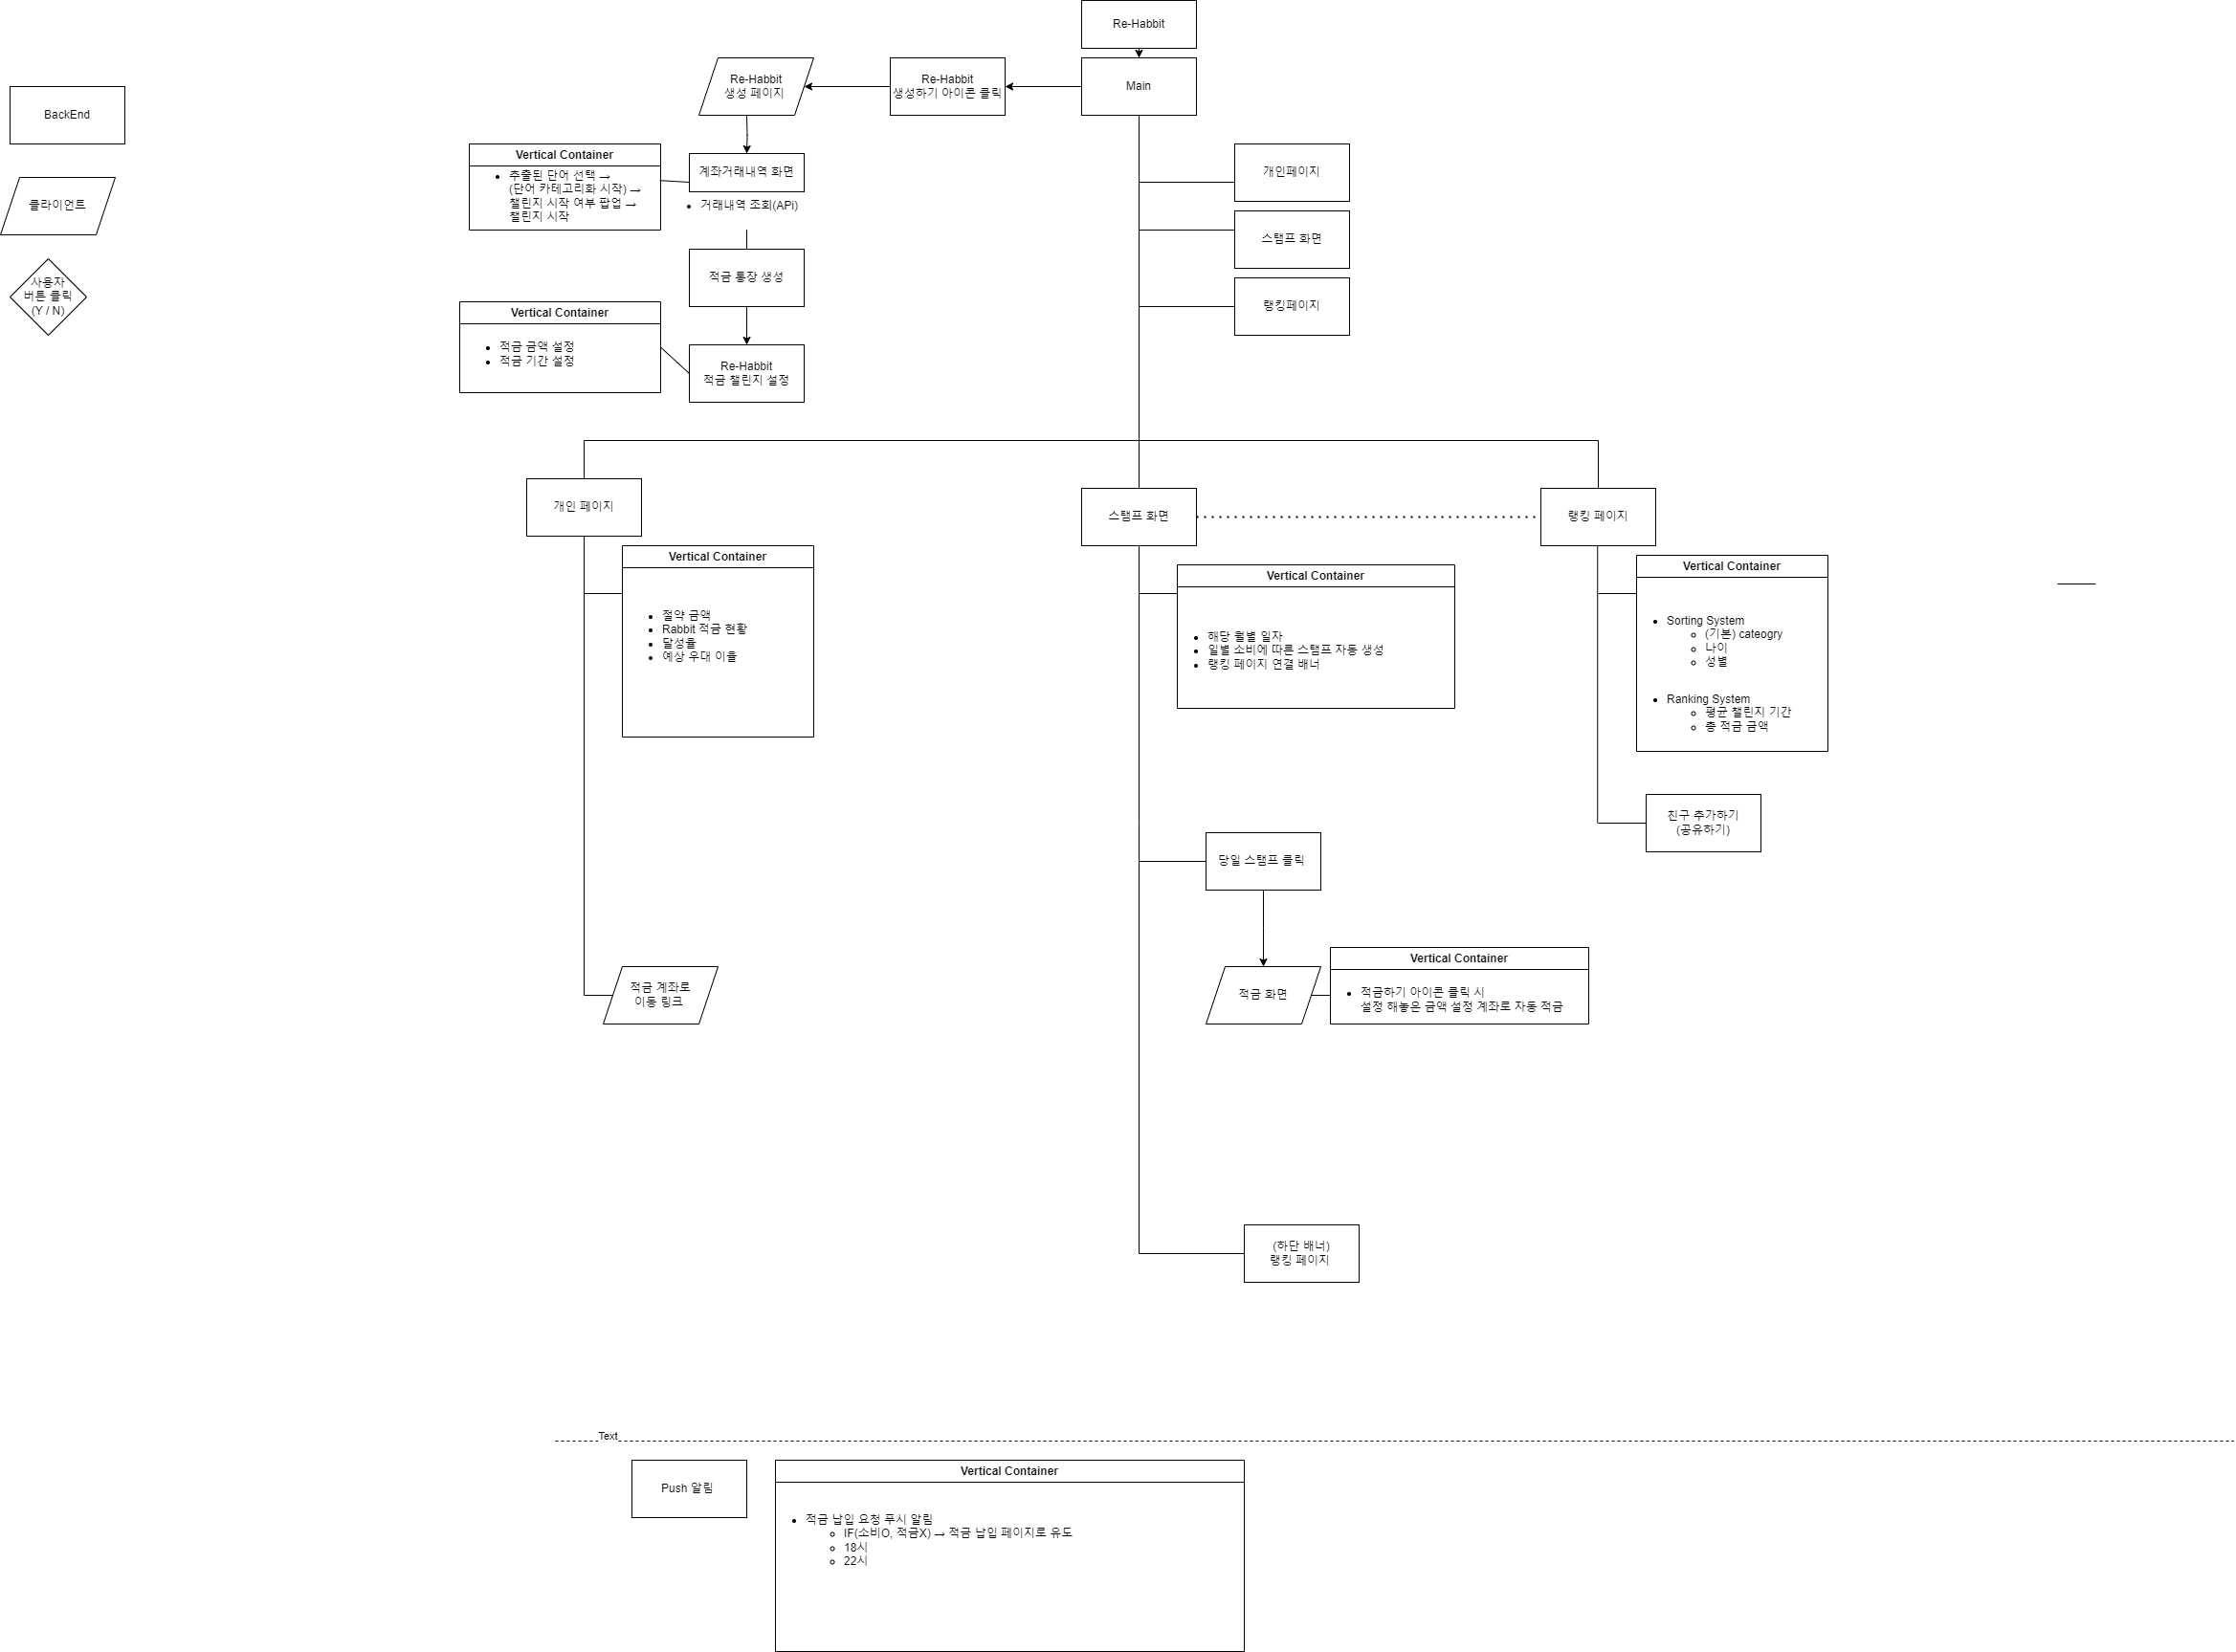 Re-Habbit
Main
Re-Habbit
생성하기 아이콘 클릭
Re-Habbit
생성 페이지
BackEnd
클라이언트
사용자
버튼 클릭
(Y / N)
Vertical Container
추출된 단어 선택 →
(단어 카테고리화 시작) →
챌린지 시작 여부 팝업 →
챌린지 시작
계좌거래내역 화면
거래내역 조회(APi)
적금 통장 생성
Vertical Container
적금 금액 설정
적금 기간 설정
Re-Habbit
적금 챌린지 설정
개인페이지
스탬프 화면
랭킹페이지
개인 페이지
Vertical Container
절약 금액
Rabbit 적금 현황
달성율
예상 우대 이율
적금 계좌로
이동 링크
스탬프 화면
Vertical Container
해당 월별 일자
일별 소비에 따른 스탬프 자동 생성
랭킹 페이지 연결 배너
당일 스탬프 클릭
적금 화면
Vertical Container
적금하기 아이콘 클릭 시
설정 해놓은 금액 설정 계좌로 자동 적금
(하단 배너)
랭킹 페이지
랭킹 페이지
Vertical Container
Sorting System
(기본) cateogry
나이
성별
Ranking System
평균 챌린지 기간
총 적금 금액
친구 추가하기
(공유하기)
Text
Push 알림
Vertical Container
적금 납입 요청 푸시 알림
IF(소비O, 적금X) → 적금 납입 페이지로 유도
18시
22시